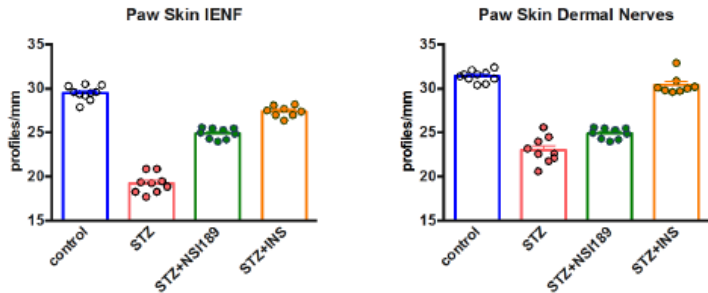 Paw Skin IENF
profiles/mm
35
30
25
20
15
control
STZ
STZ+NSI189
STZ+INS
Paw Skin Dermal Nerves
profiles/mm
35
30
25
20
15
control
STZ
STZ+NSI189
STZ+INS